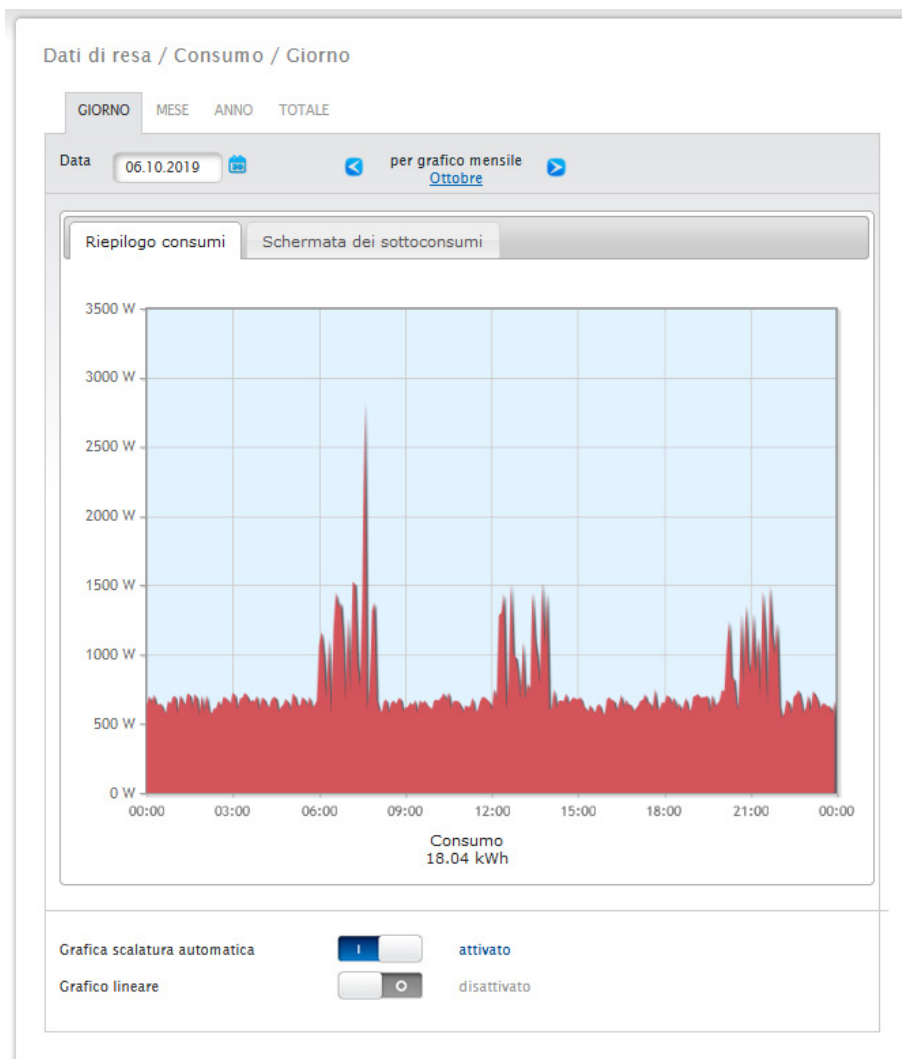 Dati di resa / Consumo / Giorno
GIORNO MESE ANNO TOTALE
Data 06.10.2019 per grafico mensile
Ottobre
Riepilogo consumi Schermata dei sottoconsumi
3500 W
3000 W
2500 W
2000 W
1500 W
1000 W
500 W
0 W
00:00 03:00 06:00 09:00 12:00 15:00 18:00 21:00 00:00
Consumo
18.04 kWh
Grafica scalatura automatica I attivato
Grafico lineare O disattivato